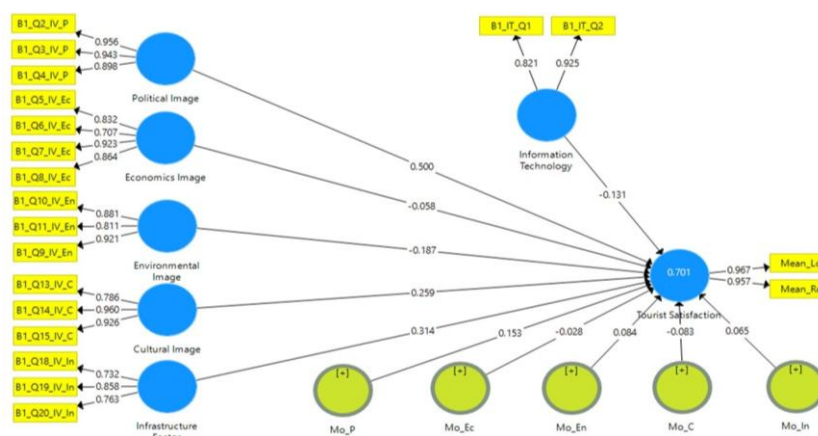 B1_Q2_IV_P
0.956
B1_Q3_IV_P
0.943
B1_Q4_IV_P
0.898
Political Image
B1_Q5_IV_Ec
0.832
B1_Q6_IV_Ec
0.707
B1_Q7_IV_Ec
0.923
B1_Q8_IV_Ec
0.864
Economics Image
B1_Q10_IV_En
0.881
B1_Q11_IV_En
0.811
B1_Q9_IV_En
0.921
Environmental
Image
B1_Q13_IV_C
0.786
B1_Q14_IV_C
0.960
B1_Q15_IV_C
0.926
Cultural Image
B1_Q18_IV_In
0.732
B1_Q19_IV_In
0.858
B1_Q20_IV_In
0.763
Infrastructure
B1_IT_Q1
B1_IT_Q2
0.821
0.925
Information
Technology
0.500
-0.058
-0.187
0.259
0.314
-0.131
0.701
Tourist Satisfaction
0.967
0.957
0.153
-0.028
0.084
-0.083
0.065
[+]
[+]
[+]
[+]
[+]
Mo_P
Mo_Ec
Mo_En
Mo_C
Mo_In